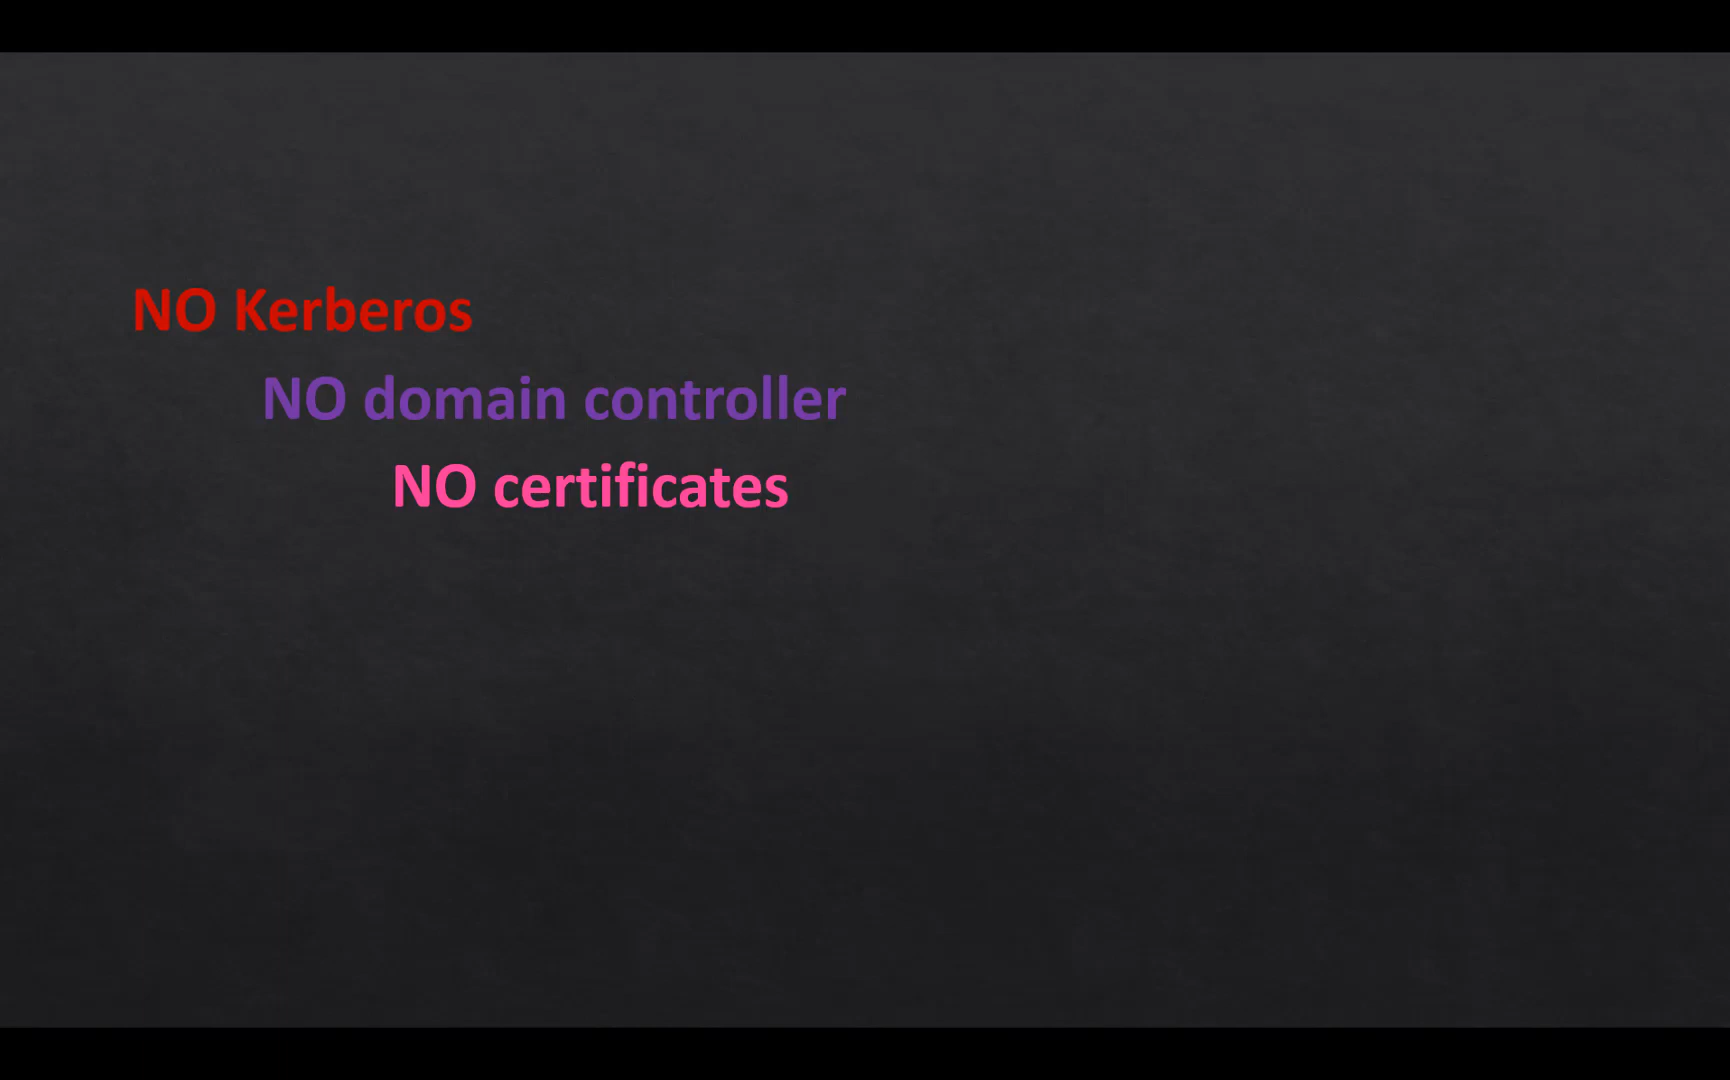 NO Kerberos
NO domain controller
NO certificates